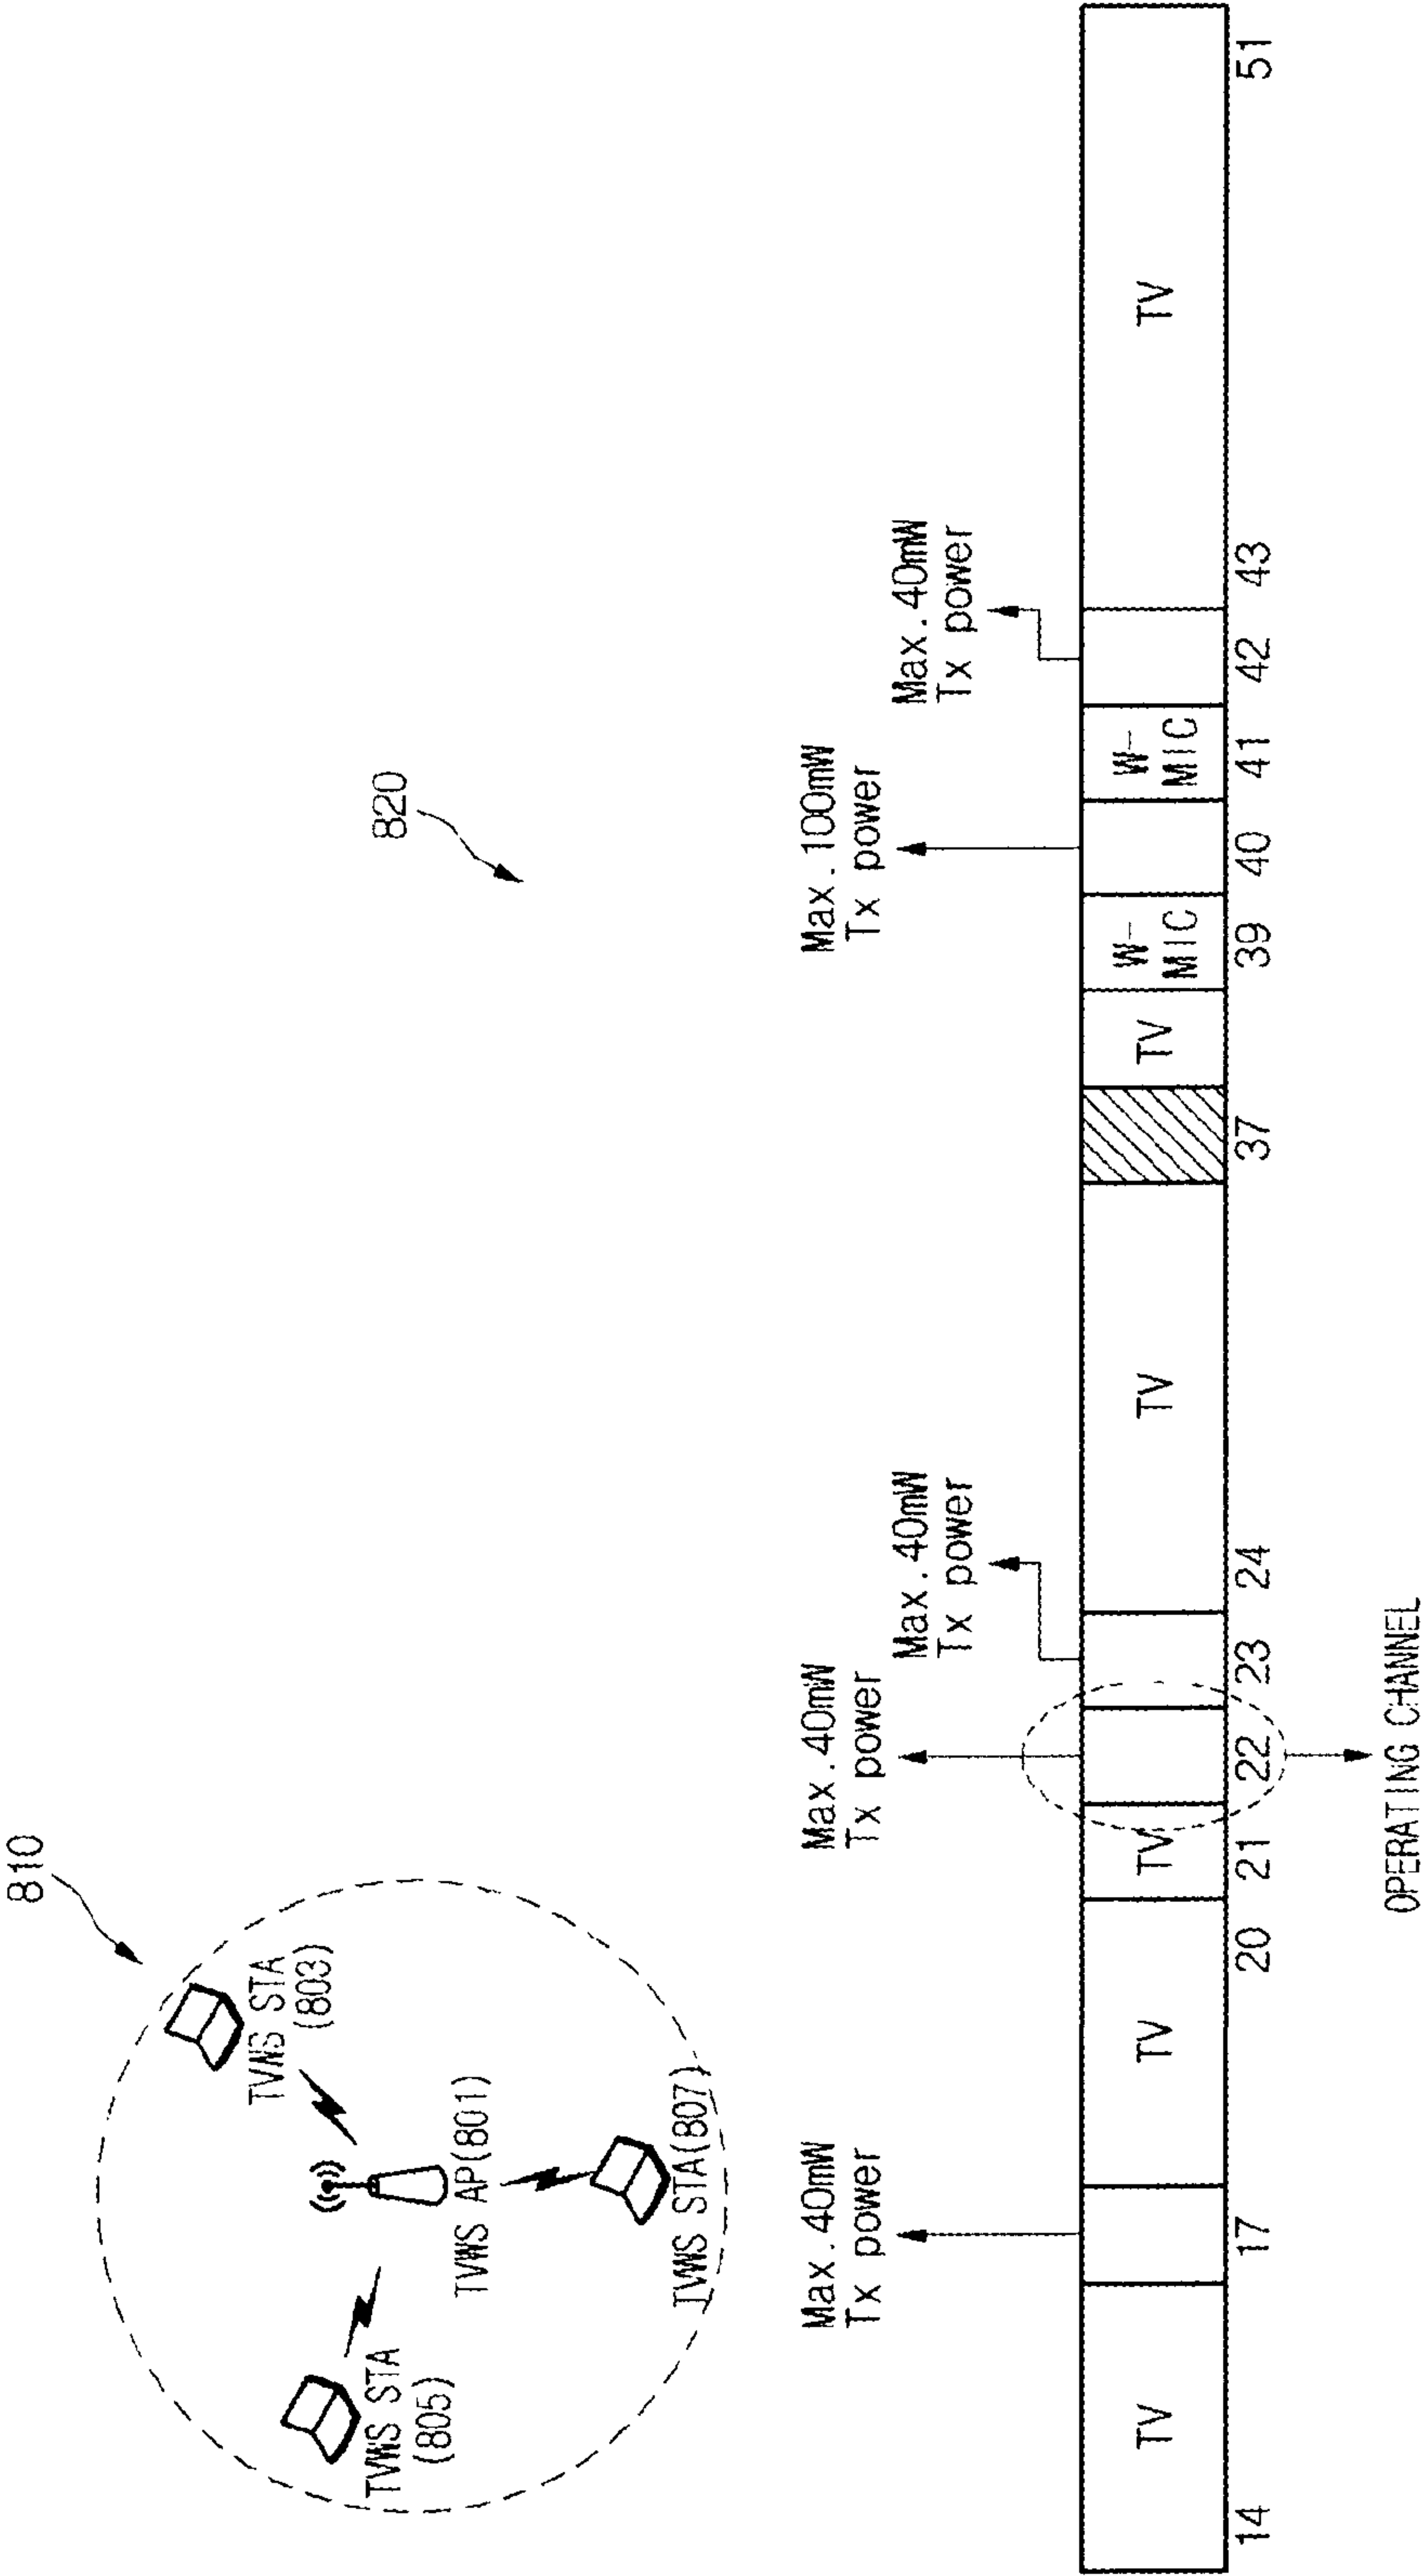 810
TVWS STA
(805)
TVWS AP(801)
TVWS STA
(803)
TVWS STA(807)
820
Max.40mW
Tx power
Max.40mW
Tx power
Max.40mW
Tx power
Max.100mW
Tx power
Max.40mW
Tx power
TV
TV
TV
TV
TV
W-
MIC
W-
MIC
TV
14
17
20
21
22
23
24
37
39
40
41
42
43
51
OPERATING CHANNEL